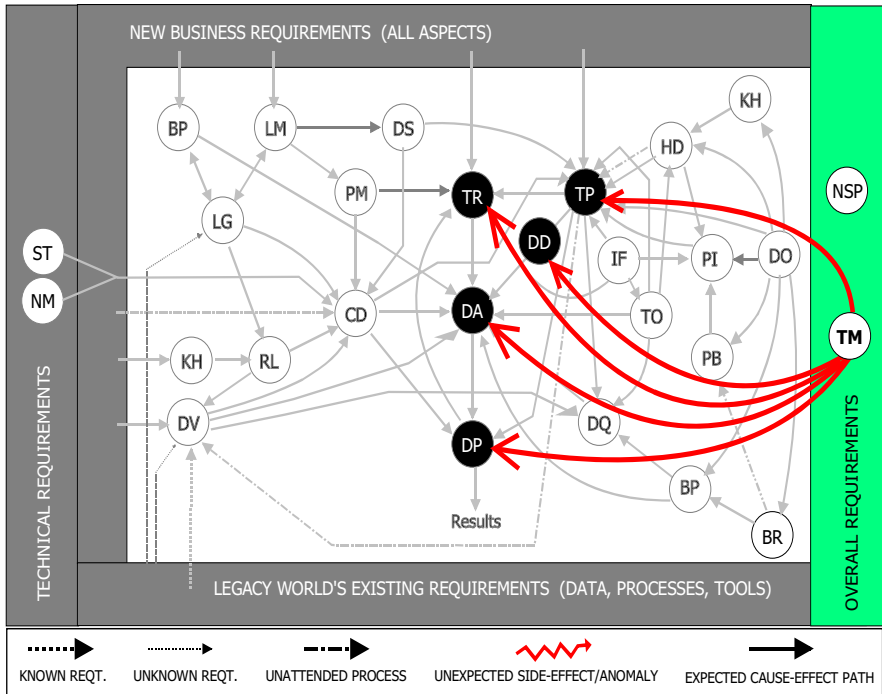 NEW BUSINESS REQUIREMENTS (ALL ASPECTS)
KH
BP
LM
DS
HD
PM
TR
TP
NSP
LG
DD
ST
IF
PI
DO
NM
CD
DA
TO
TM
KH
RL
PB
DV
DQ
DP
BP
Results
BR
TECHNICAL REQUIREMENTS
OVERALL REQUIREMENTS
LEGACY WORLD'S EXISTING REQUIREMENTS (DATA, PROCESSES, TOOLS)
KNOWN REQT.
UNKNOWN REQT.
UNATTENDED PROCESS
UNEXPECTED SIDE-EFFECT/ANOMALY
EXPECTED CAUSE-EFFECT PATH